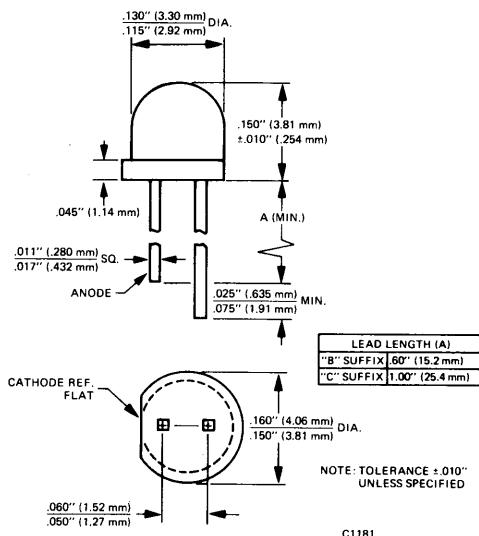 .130" (3.30 mm) DIA.
.115" (2.92 mm)
.150" (3.81 mm)
±.010" (.254 mm)
.045" (1.14 mm)
A (MIN.)
.011" (.280 mm) SQ.
.017" (.432 mm)
ANODE
.025" (.635 mm) MIN.
.075" (1.91 mm)
LEAD LENGTH (A)
"B" SUFFIX .60" (15.2 mm)
"C" SUFFIX 1.00" (25.4 mm)
CATHODE REF.
FLAT
.160" (4.06 mm) DIA.
.150" (3.81 mm)
NOTE: TOLERANCE ±.010"
UNLESS SPECIFIED
.060" (1.52 mm)
.050" (1.27 mm)
C1181